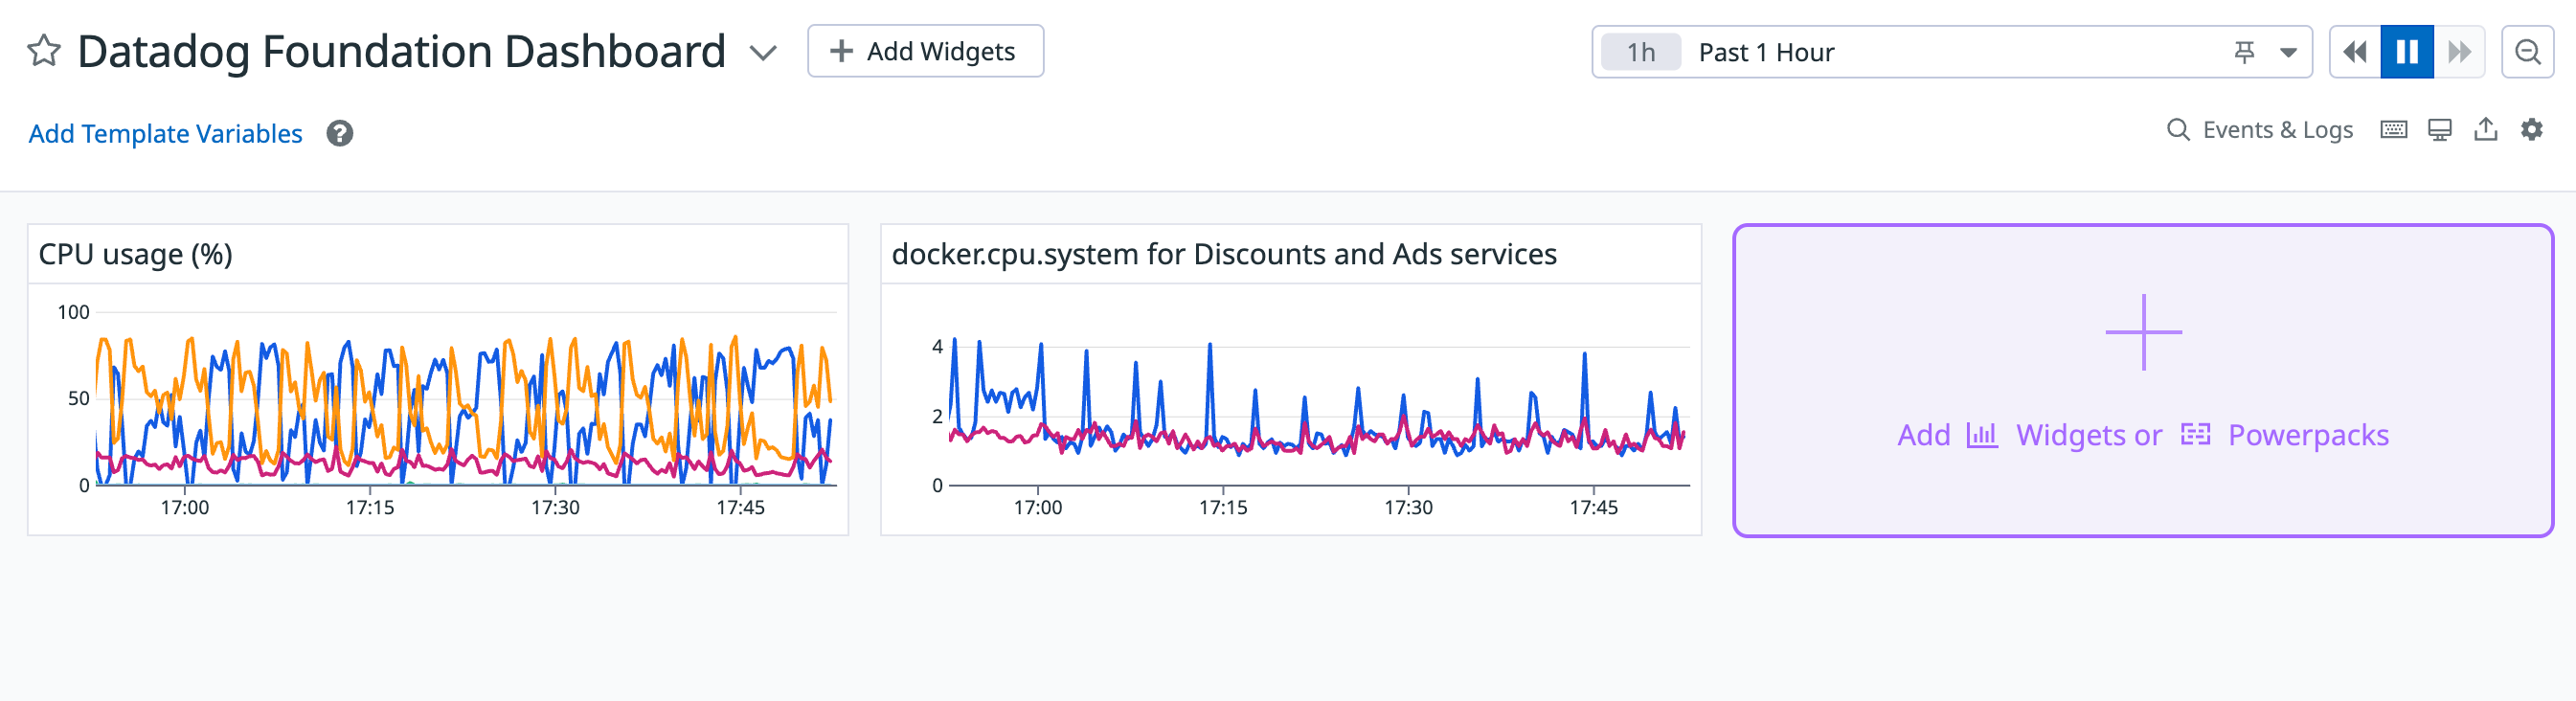 Datadog Foundation Dashboard
Add Widgets
1h Past 1 Hour
Add Template Variables ?
Events & Logs
CPU usage (%)
100
50
0
17:00 17:15 17:30 17:45
docker.cpu.system for Discounts and Ads services
4
2
0
17:00 17:15 17:30 17:45
Add Widgets or Powerpacks